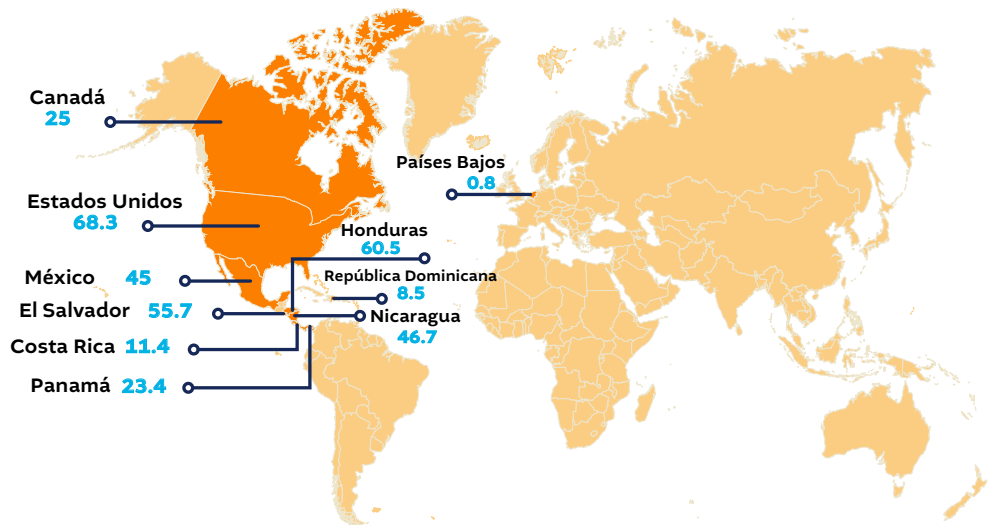 Canadá
25
Países Bajos
0.8
Estados Unidos
68.3
Honduras
60.5
México 45
República Dominicana
8.5
El Salvador 55.7
Nicaragua
46.7
Costa Rica 11.4
Panamá 23.4